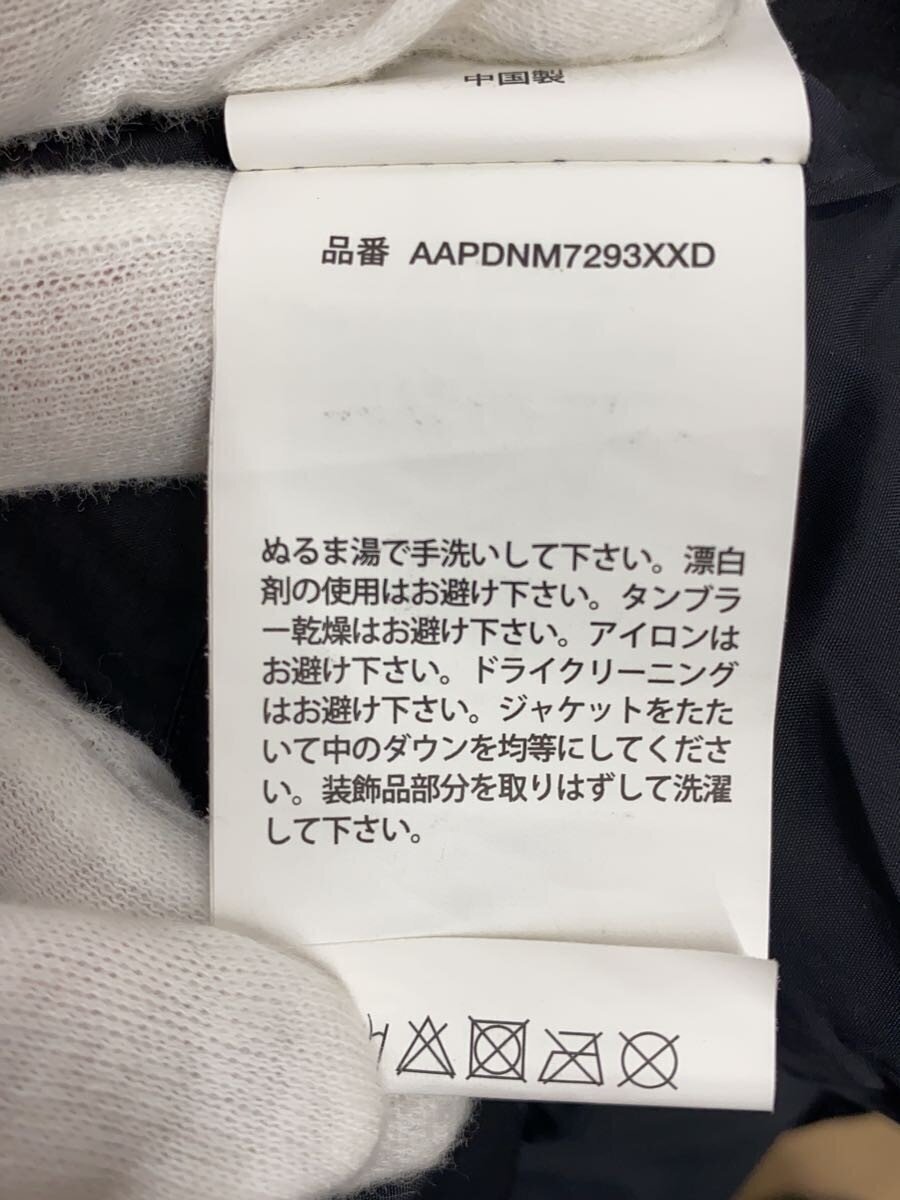 中国製
品番 AAPDNM7293XXD
ぬるま湯で手洗いして下さい。漂白
剤の使用はお避け下さい。タンブラ
ー乾燥はお避け下さい。アイロンは
お避け下さい。ドライクリーニング
はお避け下さい。ジャケットをたた
いて中のダウンを均等にしてくださ
い。装飾品部分を取りはずして洗濯
して下さい。